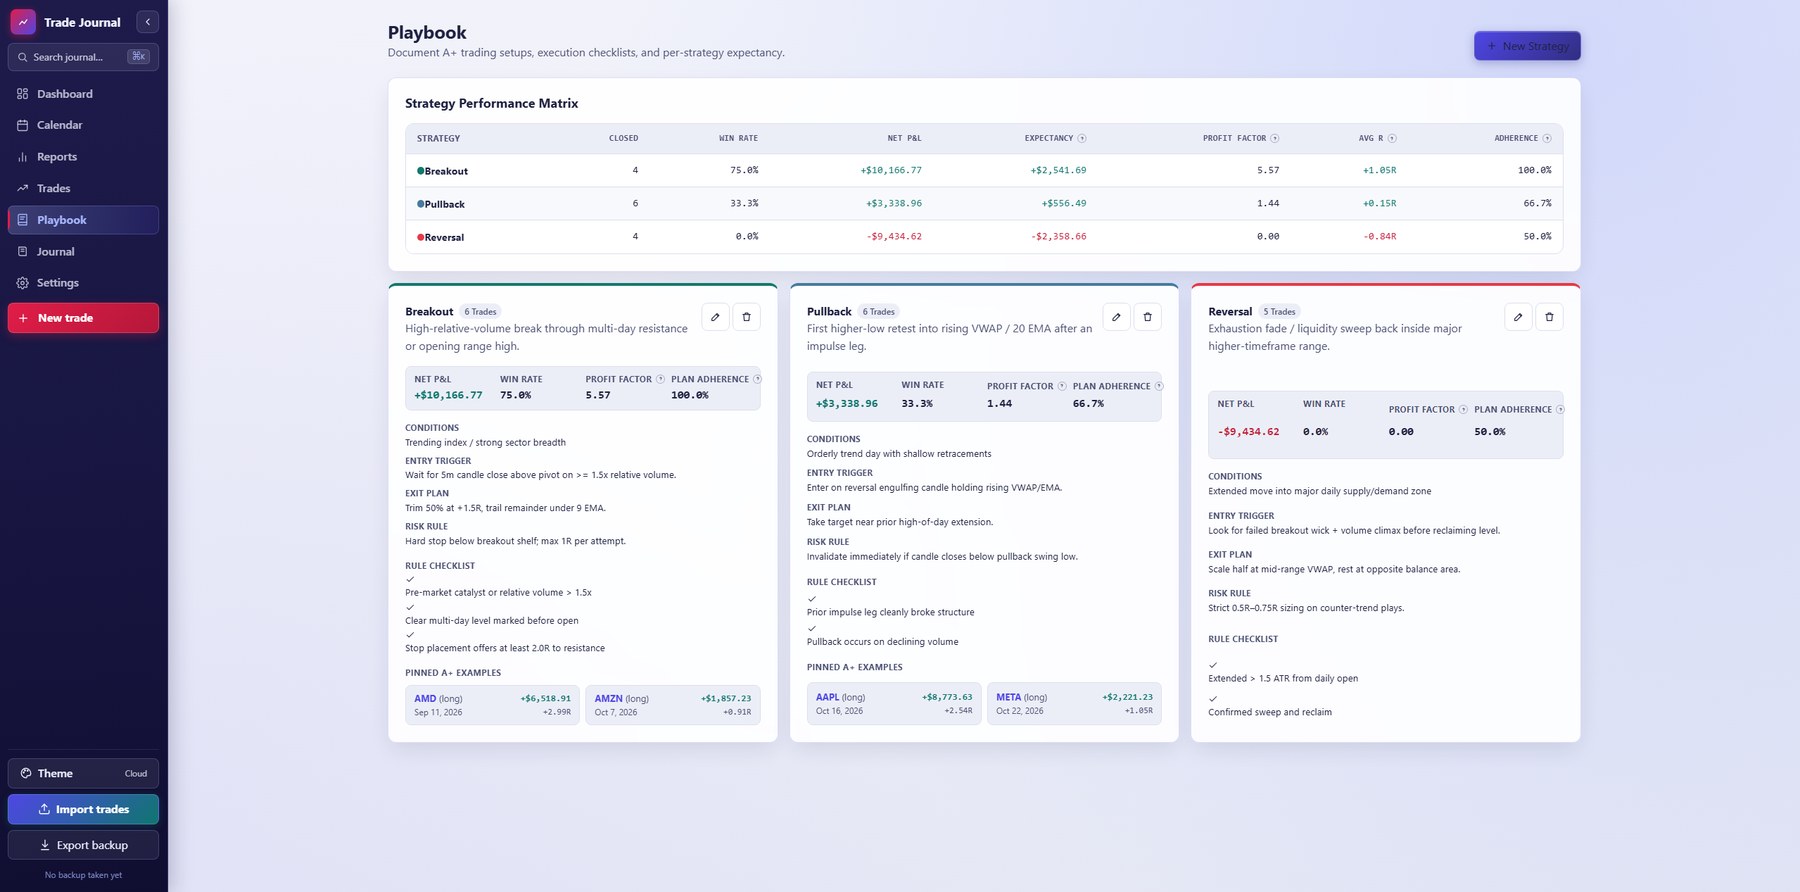 Trade Journal
Search journal... ⌘K
Dashboard
Calendar
Reports
Trades
Playbook
Journal
Settings
New trade
Theme Cloud
Import trades
Export backup
No backup taken yet
Playbook
Document A+ trading setups, execution checklists, and per-strategy expectancy.
+ New Strategy
Strategy Performance Matrix
STRATEGY CLOSED WIN RATE NET P&L EXPECTANCY PROFIT FACTOR AVG R ADHERENCE
Breakout 4 75.0% +$10,166.77 +$2,541.69 5.57 +1.05R 100.0%
Pullback 6 33.3% +$3,338.96 +$556.49 1.44 +0.15R 66.7%
Reversal 4 0.0% -$9,434.62 -$2,358.66 0.00 -0.84R 50.0%
Breakout 6 Trades
High-relative-volume break through multi-day resistance
or opening range high.
NET P&L WIN RATE PROFIT FACTOR PLAN ADHERENCE
+$10,166.77 75.0% 5.57 100.0%
CONDITIONS
Trending index / strong sector breadth
ENTRY TRIGGER
Wait for 5m candle close above pivot on >= 1.5x relative volume.
EXIT PLAN
Trim 50% at +1.5R, trail remainder under 9 EMA.
RISK RULE
Hard stop below breakout shelf; max 1R per attempt.
RULE CHECKLIST
✓
Pre-market catalyst or relative volume > 1.5x
✓
Clear multi-day level marked before open
✓
Stop placement offers at least 2.0R to resistance
PINNED A+ EXAMPLES
AMD (long) +$6,518.91
Sep 11, 2026 +2.99R
AMZN (long) +$1,857.23
Oct 7, 2026 +0.91R
Pullback 6 Trades
First higher-low retest into rising VWAP / 20 EMA after an
impulse leg.
NET P&L WIN RATE PROFIT FACTOR PLAN ADHERENCE
+$3,338.96 33.3% 1.44 66.7%
CONDITIONS
Orderly trend day with shallow retracements
ENTRY TRIGGER
Enter on reversal engulfing candle holding rising VWAP/EMA.
EXIT PLAN
Take target near prior high-of-day extension.
RISK RULE
Invalidate immediately if candle closes below pullback swing low.
RULE CHECKLIST
✓
Prior impulse leg cleanly broke structure
✓
Pullback occurs on declining volume
PINNED A+ EXAMPLES
AAPL (long) +$8,773.63
Oct 16, 2026 +2.54R
META (long) +$2,221.23
Oct 22, 2026 +1.05R
Reversal 5 Trades
Exhaustion fade / liquidity sweep back inside major
higher-timeframe range.
NET P&L WIN RATE PROFIT FACTOR PLAN ADHERENCE
-$9,434.62 0.0% 0.00 50.0%
CONDITIONS
Extended move into major daily supply/demand zone
ENTRY TRIGGER
Look for failed breakout wick + volume climax before reclaiming level.
EXIT PLAN
Scale half at mid-range VWAP, rest at opposite balance area.
RISK RULE
Strict 0.5R–0.75R sizing on counter-trend plays.
RULE CHECKLIST
✓
Extended > 1.5 ATR from daily open
✓
Confirmed sweep and reclaim